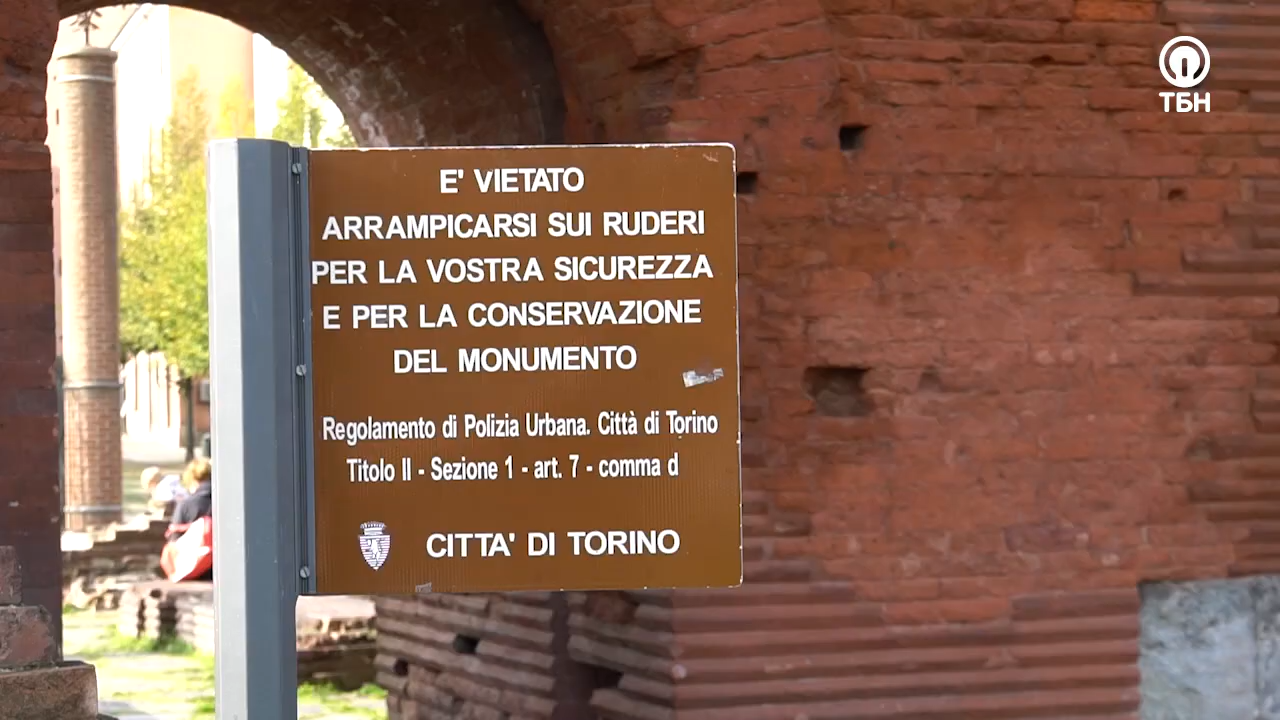 ТБН
E' VIETATO
ARRAMPICARSI SUI RUDERI
PER LA VOSTRA SICUREZZA
E PER LA CONSERVAZIONE
DEL MONUMENTO
Regolamento di Polizia Urbana. Città di Torino
Titolo II - Sezione 1 - art. 7 - comma d
CITTA' DI TORINO